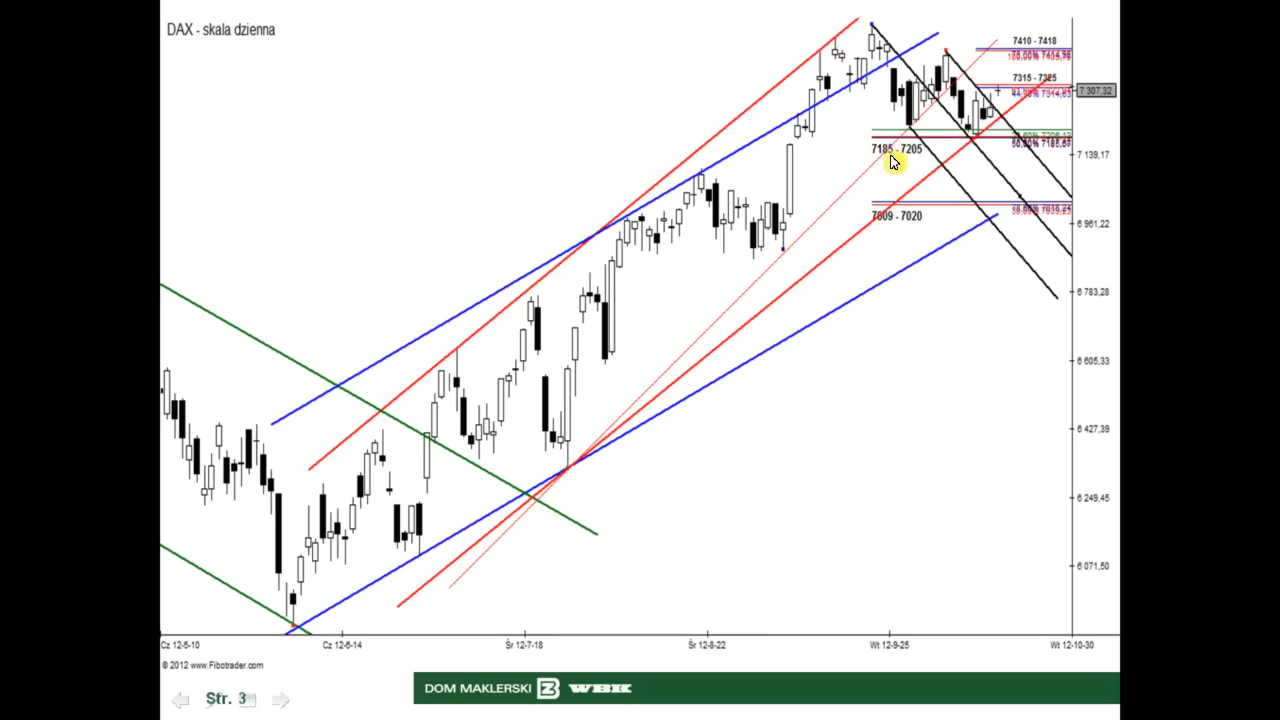 DAX - skala dzienna
7410 - 7418
7315 - 7325
7 307,32
7185 - 7205
7 139,17
7009 - 7020
6 961,22
6 783,28
6 605,33
6 427,39
6 249,45
6 071,50
Cz 12-5-10
Cz 12-6-14
Śr 12-7-18
Śr 12-8-22
Wt 12-9-25
Wt 12-10-30
© 2012 www.Fibotrader.com
Str. 3
DOM MAKLERSKI WBK